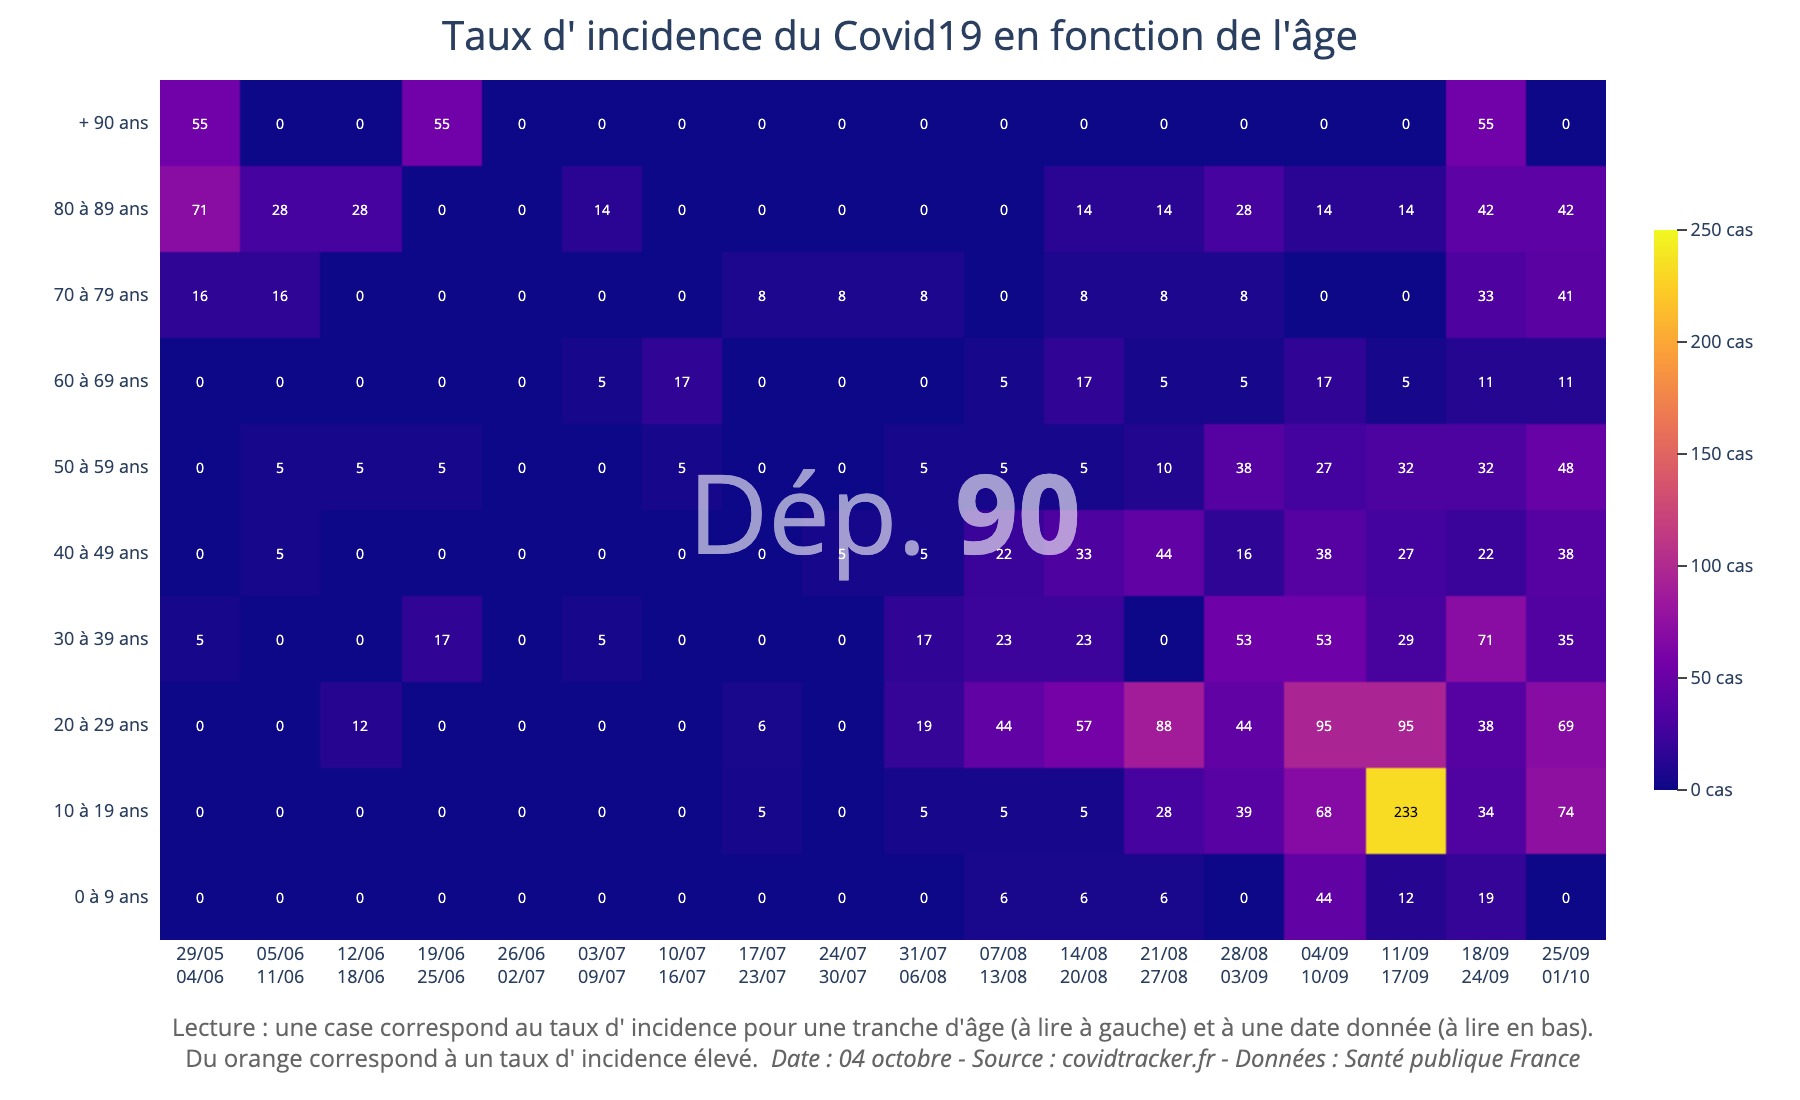 Taux d' incidence du Covid19 en fonction de l'âge
+ 90 ans 55 0 0 55 0 0 0 0 0 0 0 0 0 0 0 0 55 0
80 à 89 ans 71 28 28 0 0 14 0 0 0 0 0 14 14 28 14 14 42 42
70 à 79 ans 16 16 0 0 0 0 0 8 8 8 0 8 8 8 0 0 33 41
60 à 69 ans 0 0 0 0 0 5 17 0 0 0 5 17 5 5 17 5 11 11
50 à 59 ans 0 5 5 5 0 0 5 0 0 5 5 5 10 38 27 32 32 48
Dép. 90
40 à 49 ans 0 5 0 0 0 0 0 0 5 5 22 33 44 16 38 27 22 38
30 à 39 ans 5 0 0 17 0 5 0 0 0 17 23 23 0 53 53 29 71 35
20 à 29 ans 0 0 12 0 0 0 0 6 0 19 44 57 88 44 95 95 38 69
10 à 19 ans 0 0 0 0 0 0 0 5 0 5 5 5 28 39 68 233 34 74
0 à 9 ans 0 0 0 0 0 0 0 0 0 0 6 6 6 0 44 12 19 0
29/05 05/06 12/06 19/06 26/06 03/07 10/07 17/07 24/07 31/07 07/08 14/08 21/08 28/08 04/09 11/09 18/09 25/09
04/06 11/06 18/06 25/06 02/07 09/07 16/07 23/07 30/07 06/08 13/08 20/08 27/08 03/09 10/09 17/09 24/09 01/10
250 cas
200 cas
150 cas
100 cas
50 cas
0 cas
Lecture : une case correspond au taux d' incidence pour une tranche d'âge (à lire à gauche) et à une date donnée (à lire en bas).
Du orange correspond à un taux d' incidence élevé. Date : 04 octobre - Source : covidtracker.fr - Données : Santé publique France